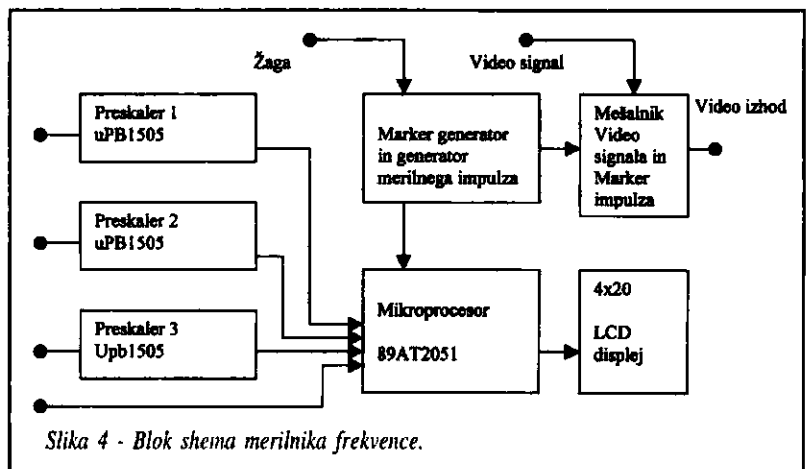 Žaga
Video signal
Preskaler 1
uPB1505
Marker generator
in generator
merilnega impulza
Mešalnik
Video
signala in
Marker
impulza
Video izhod
Preskaler 2
uPB1505
Preskaler 3
Upb1505
Mikroprocesor
89AT2051
4x20
LCD
displej
Slika 4 - Blok shema merilnika frekvence.